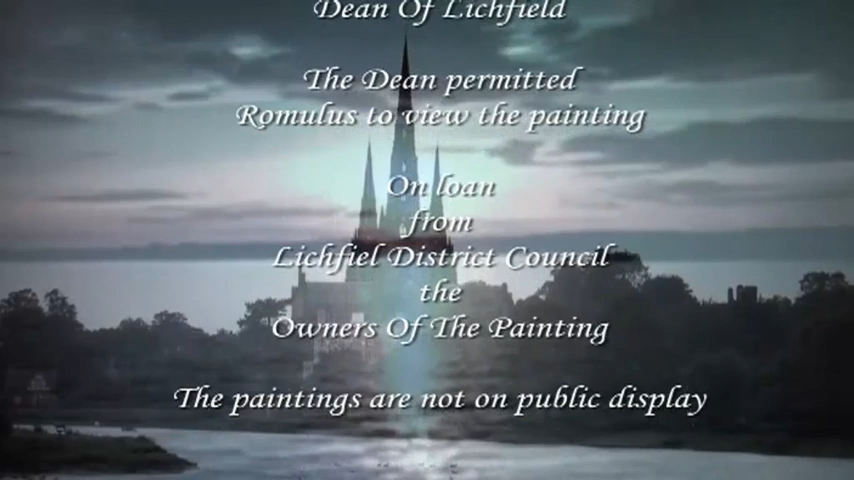 Dean Of Lichfield
The Dean permitted
Romulus to view the painting
On loan
from
Lichfiel District Council
the
Owners Of The Painting
The paintings are not on public display